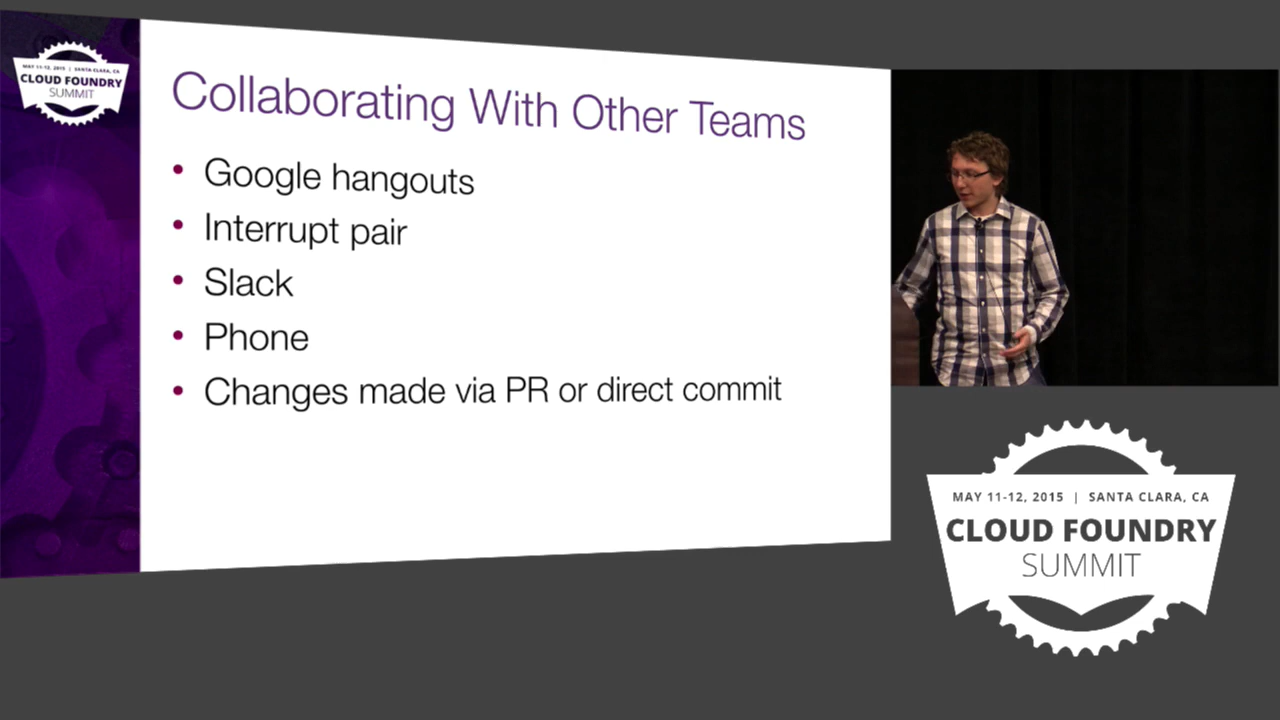 MAY 11-12, 2015 | SANTA CLARA, CA
CLOUD FOUNDRY
SUMMIT
Collaborating With Other Teams
• Google hangouts
• Interrupt pair
• Slack
• Phone
• Changes made via PR or direct commit
MAY 11-12, 2015 | SANTA CLARA, CA
CLOUD FOUNDRY
SUMMIT